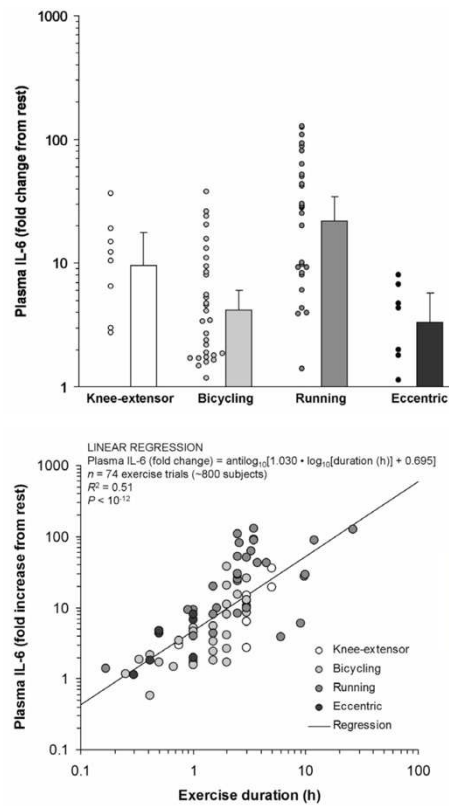 Plasma IL-6 (fold change from rest)
1000
100
10
1
Knee-extensor Bicycling Running Eccentric
LINEAR REGRESSION
Plasma IL-6 (fold change) = antilog₁₀[1.030 • log₁₀[duration (h)] + 0.695]
n = 74 exercise trials (~800 subjects)
R² = 0.51
P < 10⁻¹²
Plasma IL-6 (fold increase from rest)
1000
100
10
1
0.1
Knee-extensor
Bicycling
Running
Eccentric
Regression
0.1 1 10 100
Exercise duration (h)